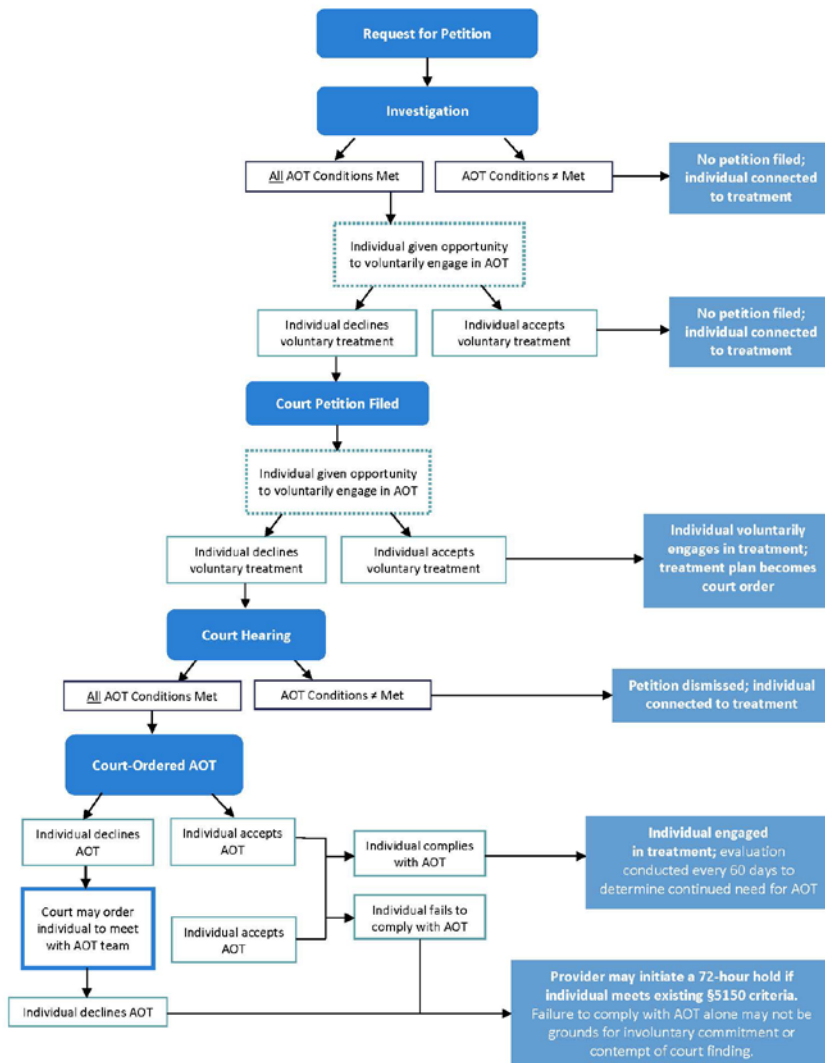 Request for Petition
Investigation
All AOT Conditions Met
AOT Conditions ≠ Met
No petition filed;
individual connected
to treatment
Individual given opportunity
to voluntarily engage in AOT
Individual declines
voluntary treatment
Individual accepts
voluntary treatment
No petition filed;
individual connected
to treatment
Court Petition Filed
Individual given opportunity
to voluntarily engage in AOT
Individual declines
voluntary treatment
Individual accepts
voluntary treatment
Individual voluntarily
engages in treatment;
treatment plan becomes
court order
Court Hearing
All AOT Conditions Met
AOT Conditions ≠ Met
Petition dismissed; individual
connected to treatment
Court-Ordered AOT
Individual declines
AOT
Individual accepts
AOT
Individual complies
with AOT
Individual engaged
in treatment; evaluation
conducted every 60 days to
determine continued need for AOT
Court may order
individual to meet
with AOT team
Individual accepts
AOT
Individual fails to
comply with AOT
Individual declines AOT
Provider may initiate a 72-hour hold if
individual meets existing §5150 criteria.
Failure to comply with AOT alone may not be
grounds for involuntary commitment or
contempt of court finding.